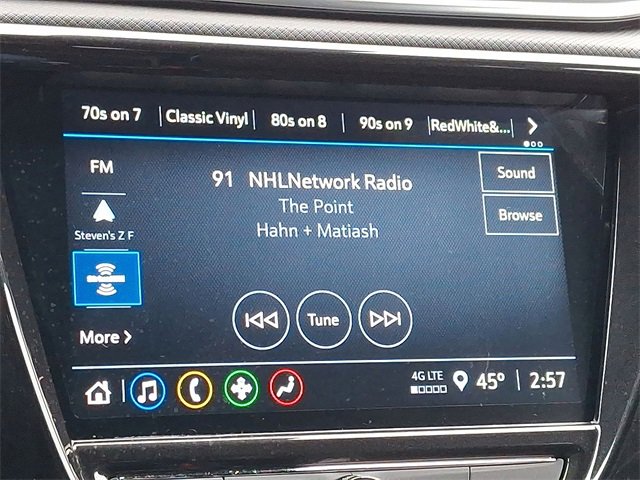 70s on 7 Classic Vinyl 80s on 8 90s on 9 RedWhite&...
FM
91 NHLNetwork Radio
Sound
The Point
Browse
Steven's Z F
Hahn + Matiash
Tune
More
4G LTE
45° 2:57